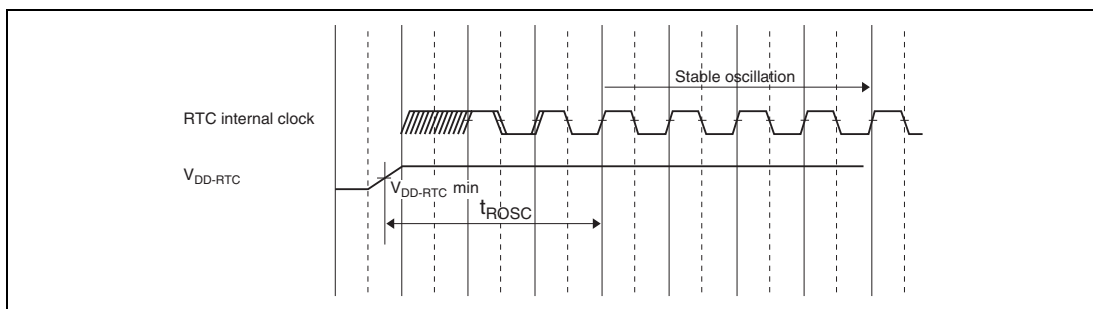 Stable oscillation
RTC internal clock
VDD-RTC
VDD-RTC min
tROSC